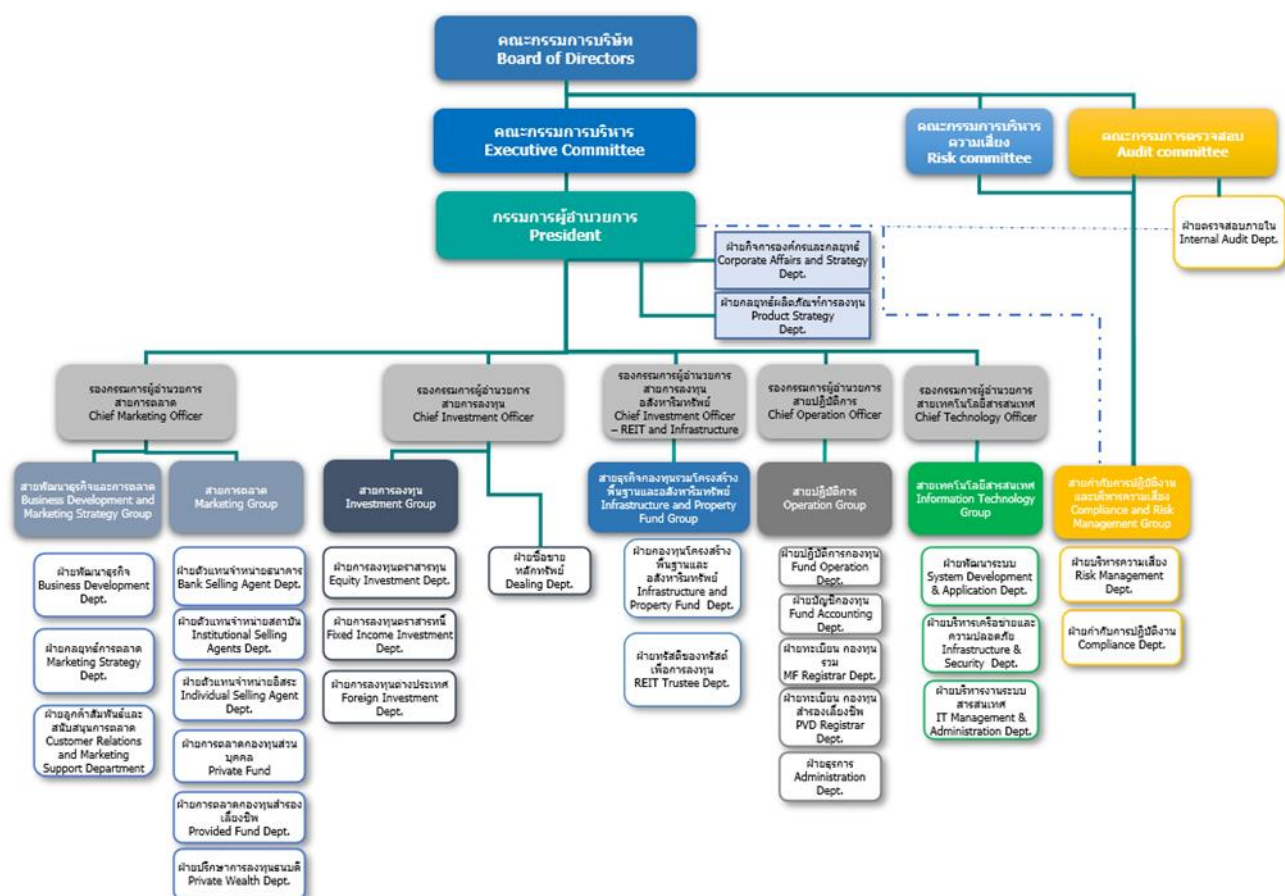 คณะกรรมการบริษัท
Board of Directors
คณะกรรมการบริหาร
Executive Committee
คณะกรรมการบริหาร
ความเสี่ยง
Risk committee
คณะกรรมการตรวจสอบ
Audit committee
กรรมการผู้อำนวยการ
President
ฝ่ายตรวจสอบภายใน
Internal Audit Dept.
ฝ่ายกิจการองค์กรและกลยุทธ์
Corporate Affairs and Strategy
Dept.
ฝ่ายกลยุทธ์ผลิตภัณฑ์การลงทุน
Product Strategy
Dept.
รองกรรมการผู้อำนวยการ
สายการตลาด
Chief Marketing Officer
รองกรรมการผู้อำนวยการ
สายการลงทุน
Chief Investment Officer
รองกรรมการผู้อำนวยการ
สายการลงทุน
อสังหาริมทรัพย์
Chief Investment Officer
– REIT and Infrastructure
รองกรรมการผู้อำนวยการ
สายปฏิบัติการ
Chief Operation Officer
รองกรรมการผู้อำนวยการ
สายเทคโนโลยีสารสนเทศ
Chief Technology Officer
สายพัฒนาธุรกิจและการตลาด
Business Development and
Marketing Strategy Group
สายการตลาด
Marketing Group
สายการลงทุน
Investment Group
สายธุรกิจกองทุนรวมโครงสร้าง
พื้นฐานและอสังหาริมทรัพย์
Infrastructure and Property
Fund Group
สายปฏิบัติการ
Operation Group
สายเทคโนโลยีสารสนเทศ
Information Technology
Group
สายกำกับการปฏิบัติงาน
และบริหารความเสี่ยง
Compliance and Risk
Management Group
ฝ่ายพัฒนาธุรกิจ
Business Development
Dept.
ฝ่ายกลยุทธ์การตลาด
Marketing Strategy
Dept.
ฝ่ายลูกค้าสัมพันธ์และ
สนับสนุนการตลาด
Customer Relations
and Marketing
Support Department
ฝ่ายตัวแทนจำหน่ายธนาคาร
Bank Selling Agent Dept.
ฝ่ายตัวแทนจำหน่ายสถาบัน
Institutional Selling
Agents Dept.
ฝ่ายตัวแทนจำหน่ายอิสระ
Individual Selling Agent
Dept.
ฝ่ายการตลาดกองทุนส่วน
บุคคล
Private Fund
ฝ่ายการตลาดกองทุนสำรอง
เลี้ยงชีพ
Provided Fund Dept.
ฝ่ายปรึกษาการลงทุนธนบดี
Private Wealth Dept.
ฝ่ายการลงทุนตราสารทุน
Equity Investment Dept.
ฝ่ายการลงทุนตราสารหนี้
Fixed Income Investment
Dept.
ฝ่ายการลงทุนต่างประเทศ
Foreign Investment
Dept.
ฝ่ายซื้อขาย
หลักทรัพย์
Dealing Dept.
ฝ่ายกองทุนโครงสร้าง
พื้นฐานและ
อสังหาริมทรัพย์
Infrastructure and
Property Fund Dept.
ฝ่ายทรัสตีของทรัสต์
เพื่อการลงทุน
REIT Trustee Dept.
ฝ่ายปฏิบัติการกองทุน
Fund Operation
Dept.
ฝ่ายบัญชีกองทุน
Fund Accounting
Dept.
ฝ่ายทะเบียน กองทุน
รวม
MF Registrar Dept.
ฝ่ายทะเบียน กองทุน
สำรองเลี้ยงชีพ
PVD Registrar
Dept.
ฝ่ายธุรการ
Administration
Dept.
ฝ่ายพัฒนาระบบ
System Development
& Application Dept.
ฝ่ายบริหารเครือข่ายและ
ความปลอดภัย
Infrastructure &
Security Dept.
ฝ่ายบริหารงานระบบ
สารสนเทศ
IT Management &
Administration Dept.
ฝ่ายบริหารความเสี่ยง
Risk Management
Dept.
ฝ่ายกำกับการปฏิบัติงาน
Compliance Dept.